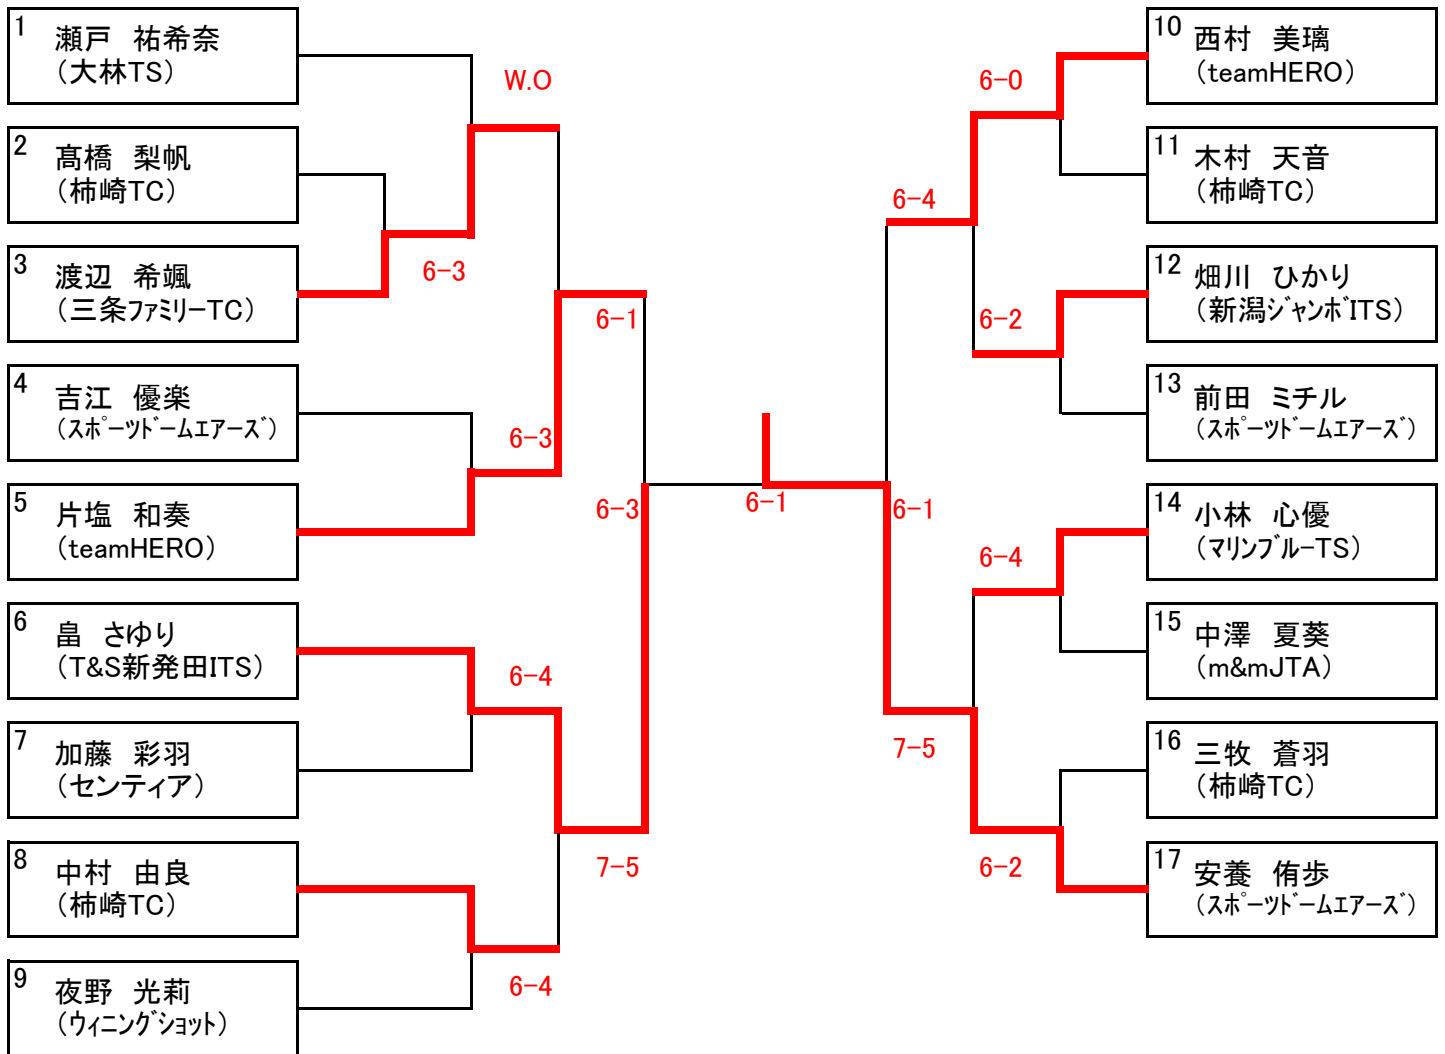 1
瀬戸　祐希奈
（大林TS）
2
髙橋　梨帆
（柿崎TC）
3
渡辺　希颯
（三条ファミリーTC）
4
吉江　優楽
（スポーツドームエアーズ）
5
片塩　和奏
（teamHERO）
6
畠　さゆり
（T&S新発田ITS）
7
加藤　彩羽
（センティア）
8
中村　由良
（柿崎TC）
9
夜野　光莉
（ウィニングショット）
W.O
6-3
6-1
6-3
6-3
6-4
7-5
6-4
6-1
6-0
6-4
6-2
6-1
6-4
7-5
6-2
10
西村　美璃
（teamHERO）
11
木村　天音
（柿崎TC）
12
畑川　ひかり
（新潟ジャンボITS）
13
前田　ミチル
（スポーツドームエアーズ）
14
小林　心優
（マリンブルーTS）
15
中澤　夏葵
（m&mJTA）
16
三牧　蒼羽
（柿崎TC）
17
安養　侑歩
（スポーツドームエアーズ）